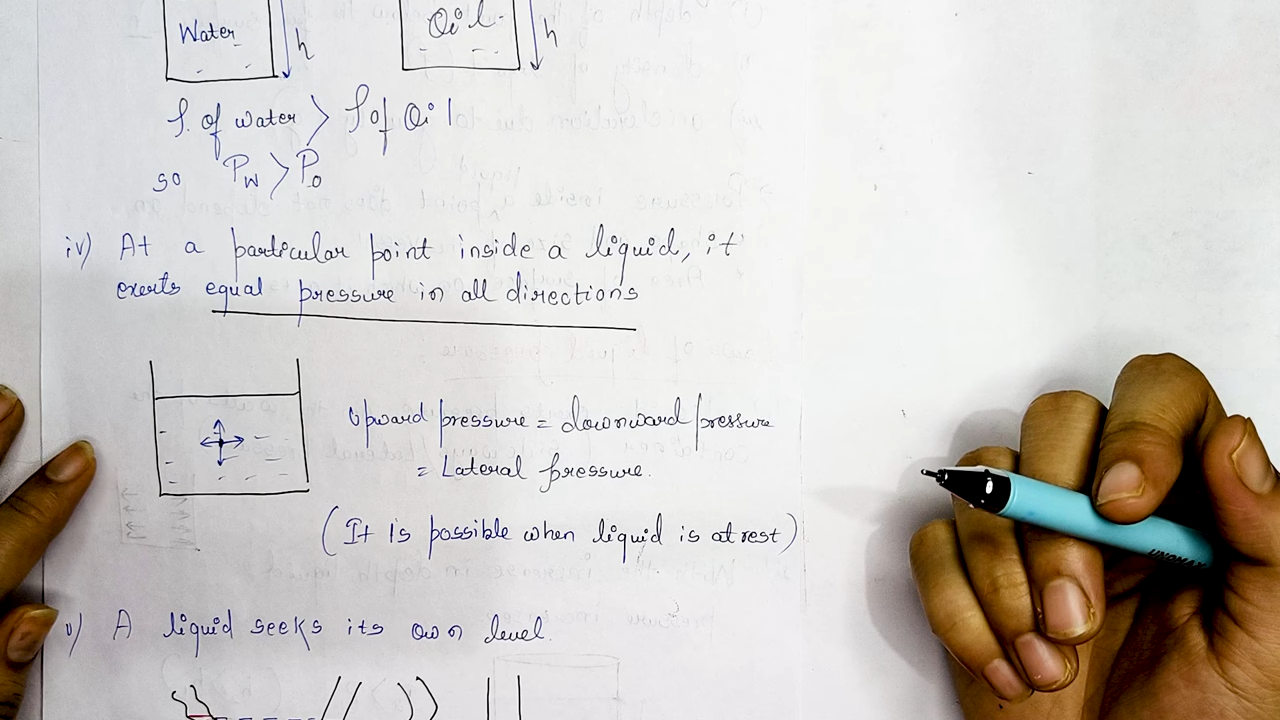 Water
h
Oil
h
ρ. of water > ρ of Oil
so P_W > P_O
iv) At a particular point inside a liquid, it
exerts equal pressure in all directions
Upward pressure = downward pressure
= Lateral pressure.
(It is possible when liquid is at rest)
v) A liquid seeks its own level.